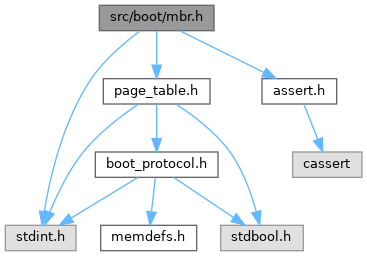 src/boot/mbr.h
page_table.h
assert.h
boot_protocol.h
cassert
stdint.h
memdefs.h
stdbool.h